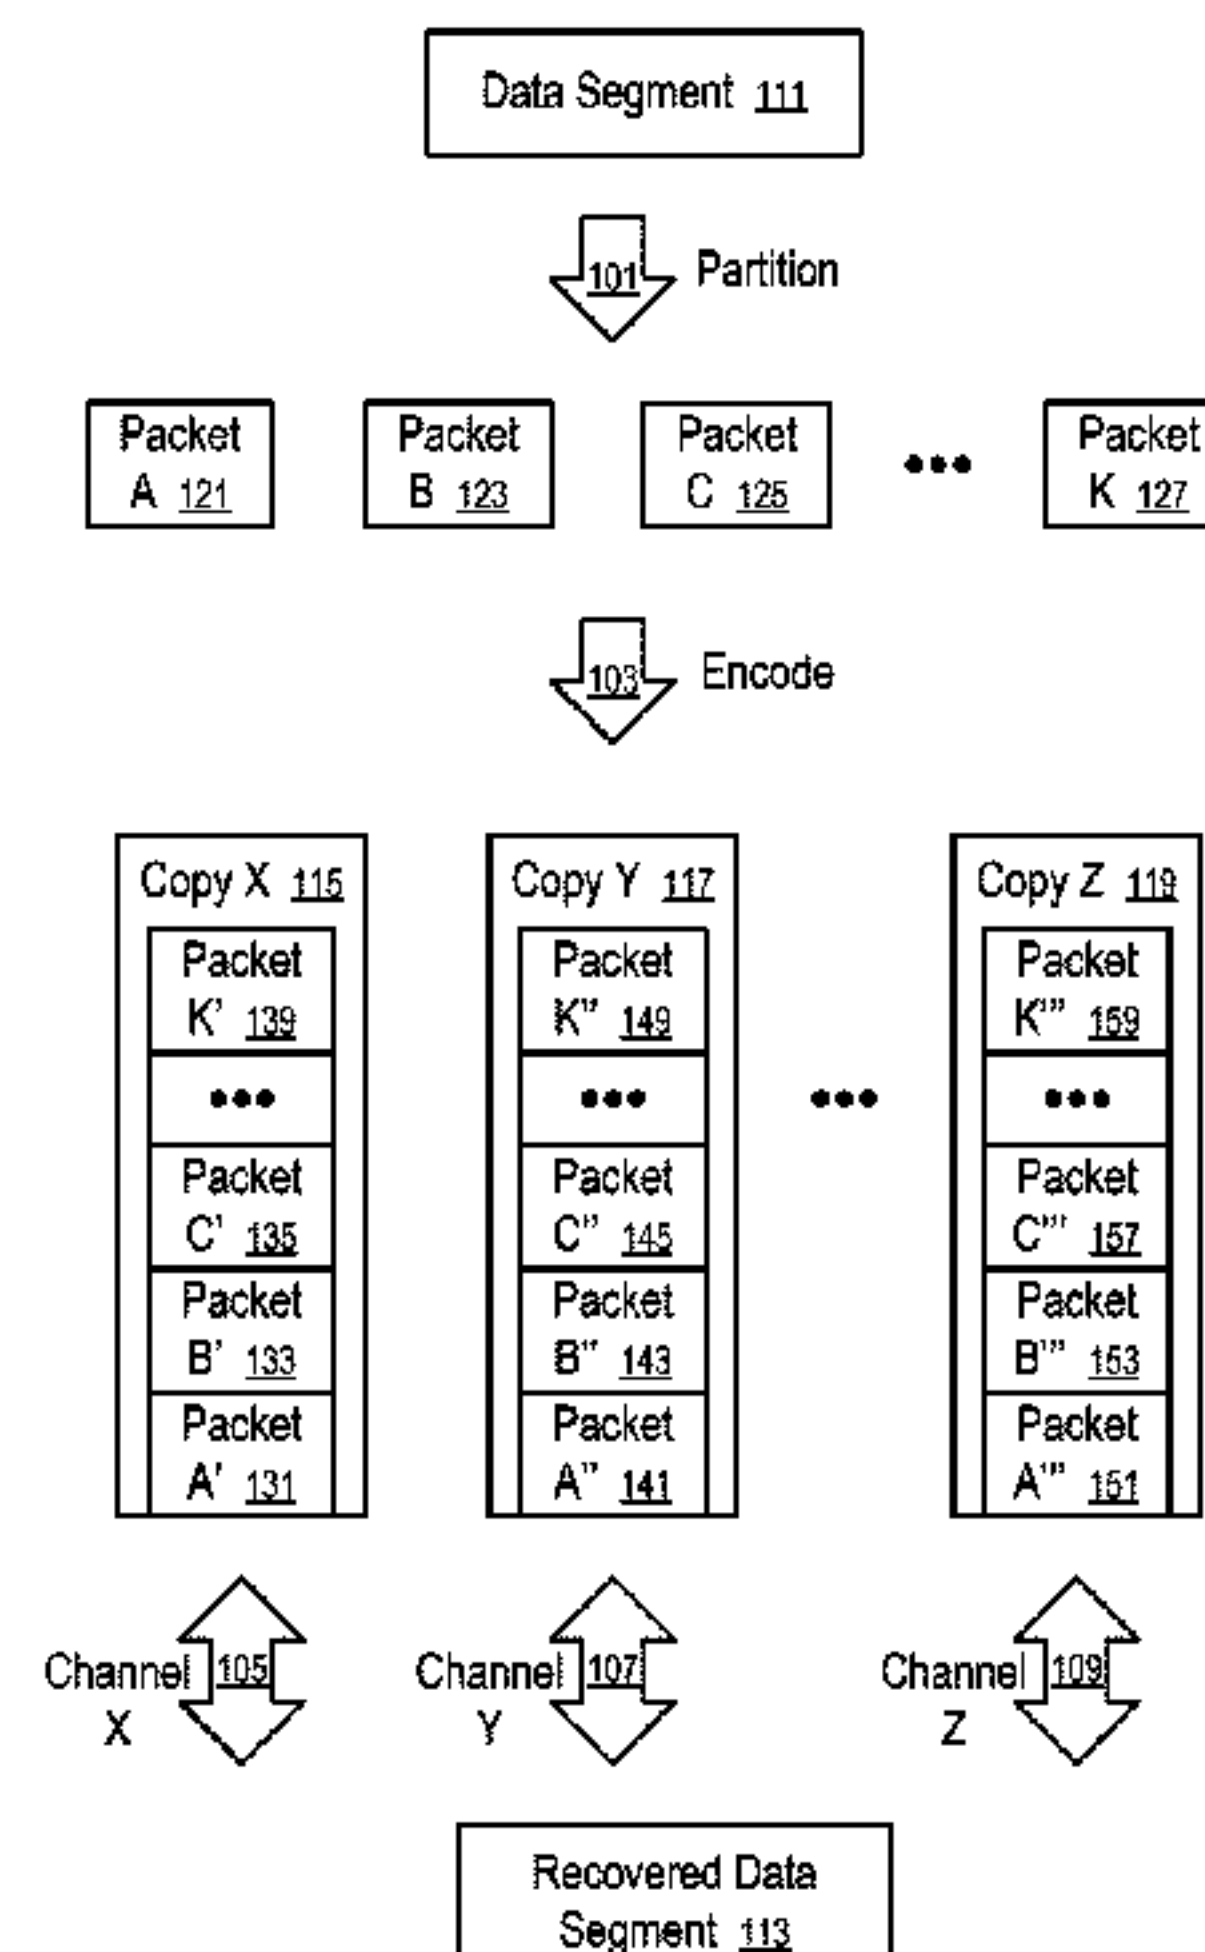 Data Segment 111
101 Partition
Packet
A 121
Packet
B 123
Packet
C 125
•••
Packet
K 127
103 Encode
Copy X 115
Packet
K' 139
•••
Packet
C' 135
Packet
B' 133
Packet
A' 131
Copy Y 117
Packet
K" 149
•••
Packet
C" 145
Packet
B" 143
Packet
A" 141
•••
Copy Z 119
Packet
K'" 159
•••
Packet
C'" 157
Packet
B'" 153
Packet
A'" 151
Channel 105
X
Channel 107
Y
Channel 109
Z
Recovered Data
Segment 113